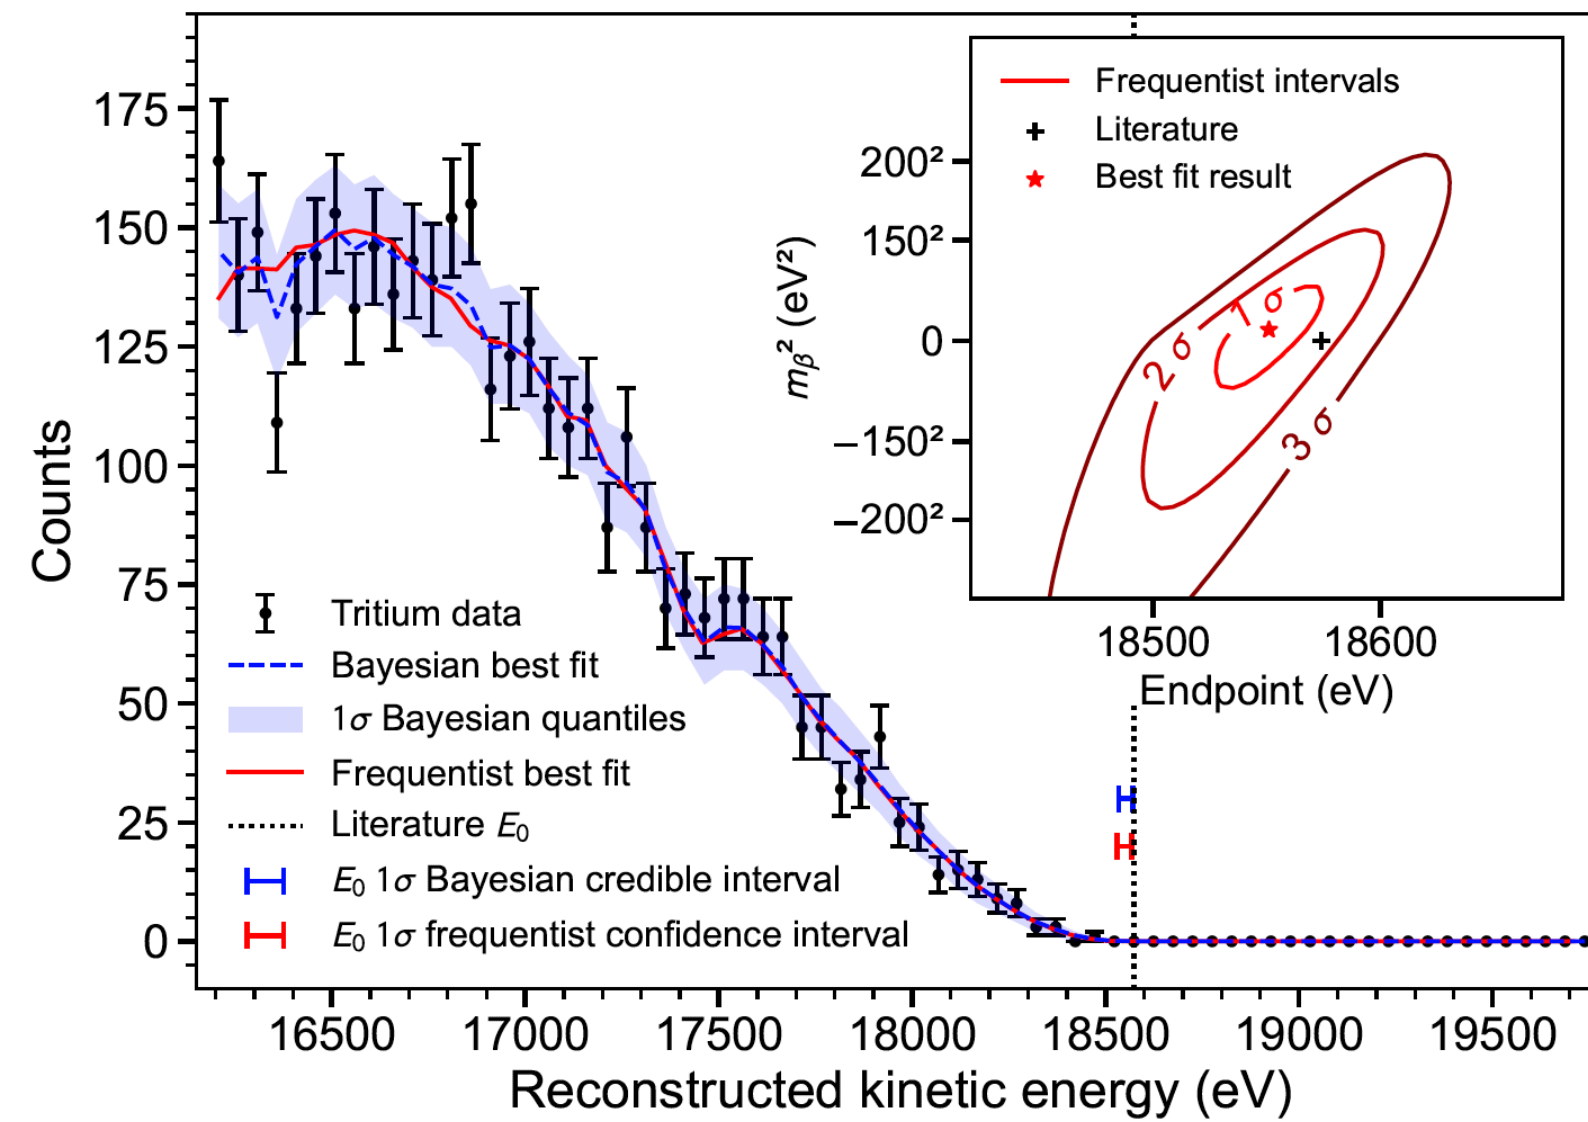 175
150
125
100
75
50
25
0
Counts
Tritium data
Bayesian best fit
1σ Bayesian quantiles
Frequentist best fit
Literature E₀
E₀ 1σ Bayesian credible interval
E₀ 1σ frequentist confidence interval
16500 17000 17500 18000 18500 19000 19500
Reconstructed kinetic energy (eV)
Frequentist intervals
Literature
Best fit result
200²
150²
0
−150²
−200²
mᵦ² (eV²)
1 σ
2 σ
3 σ
18500 18600
Endpoint (eV)